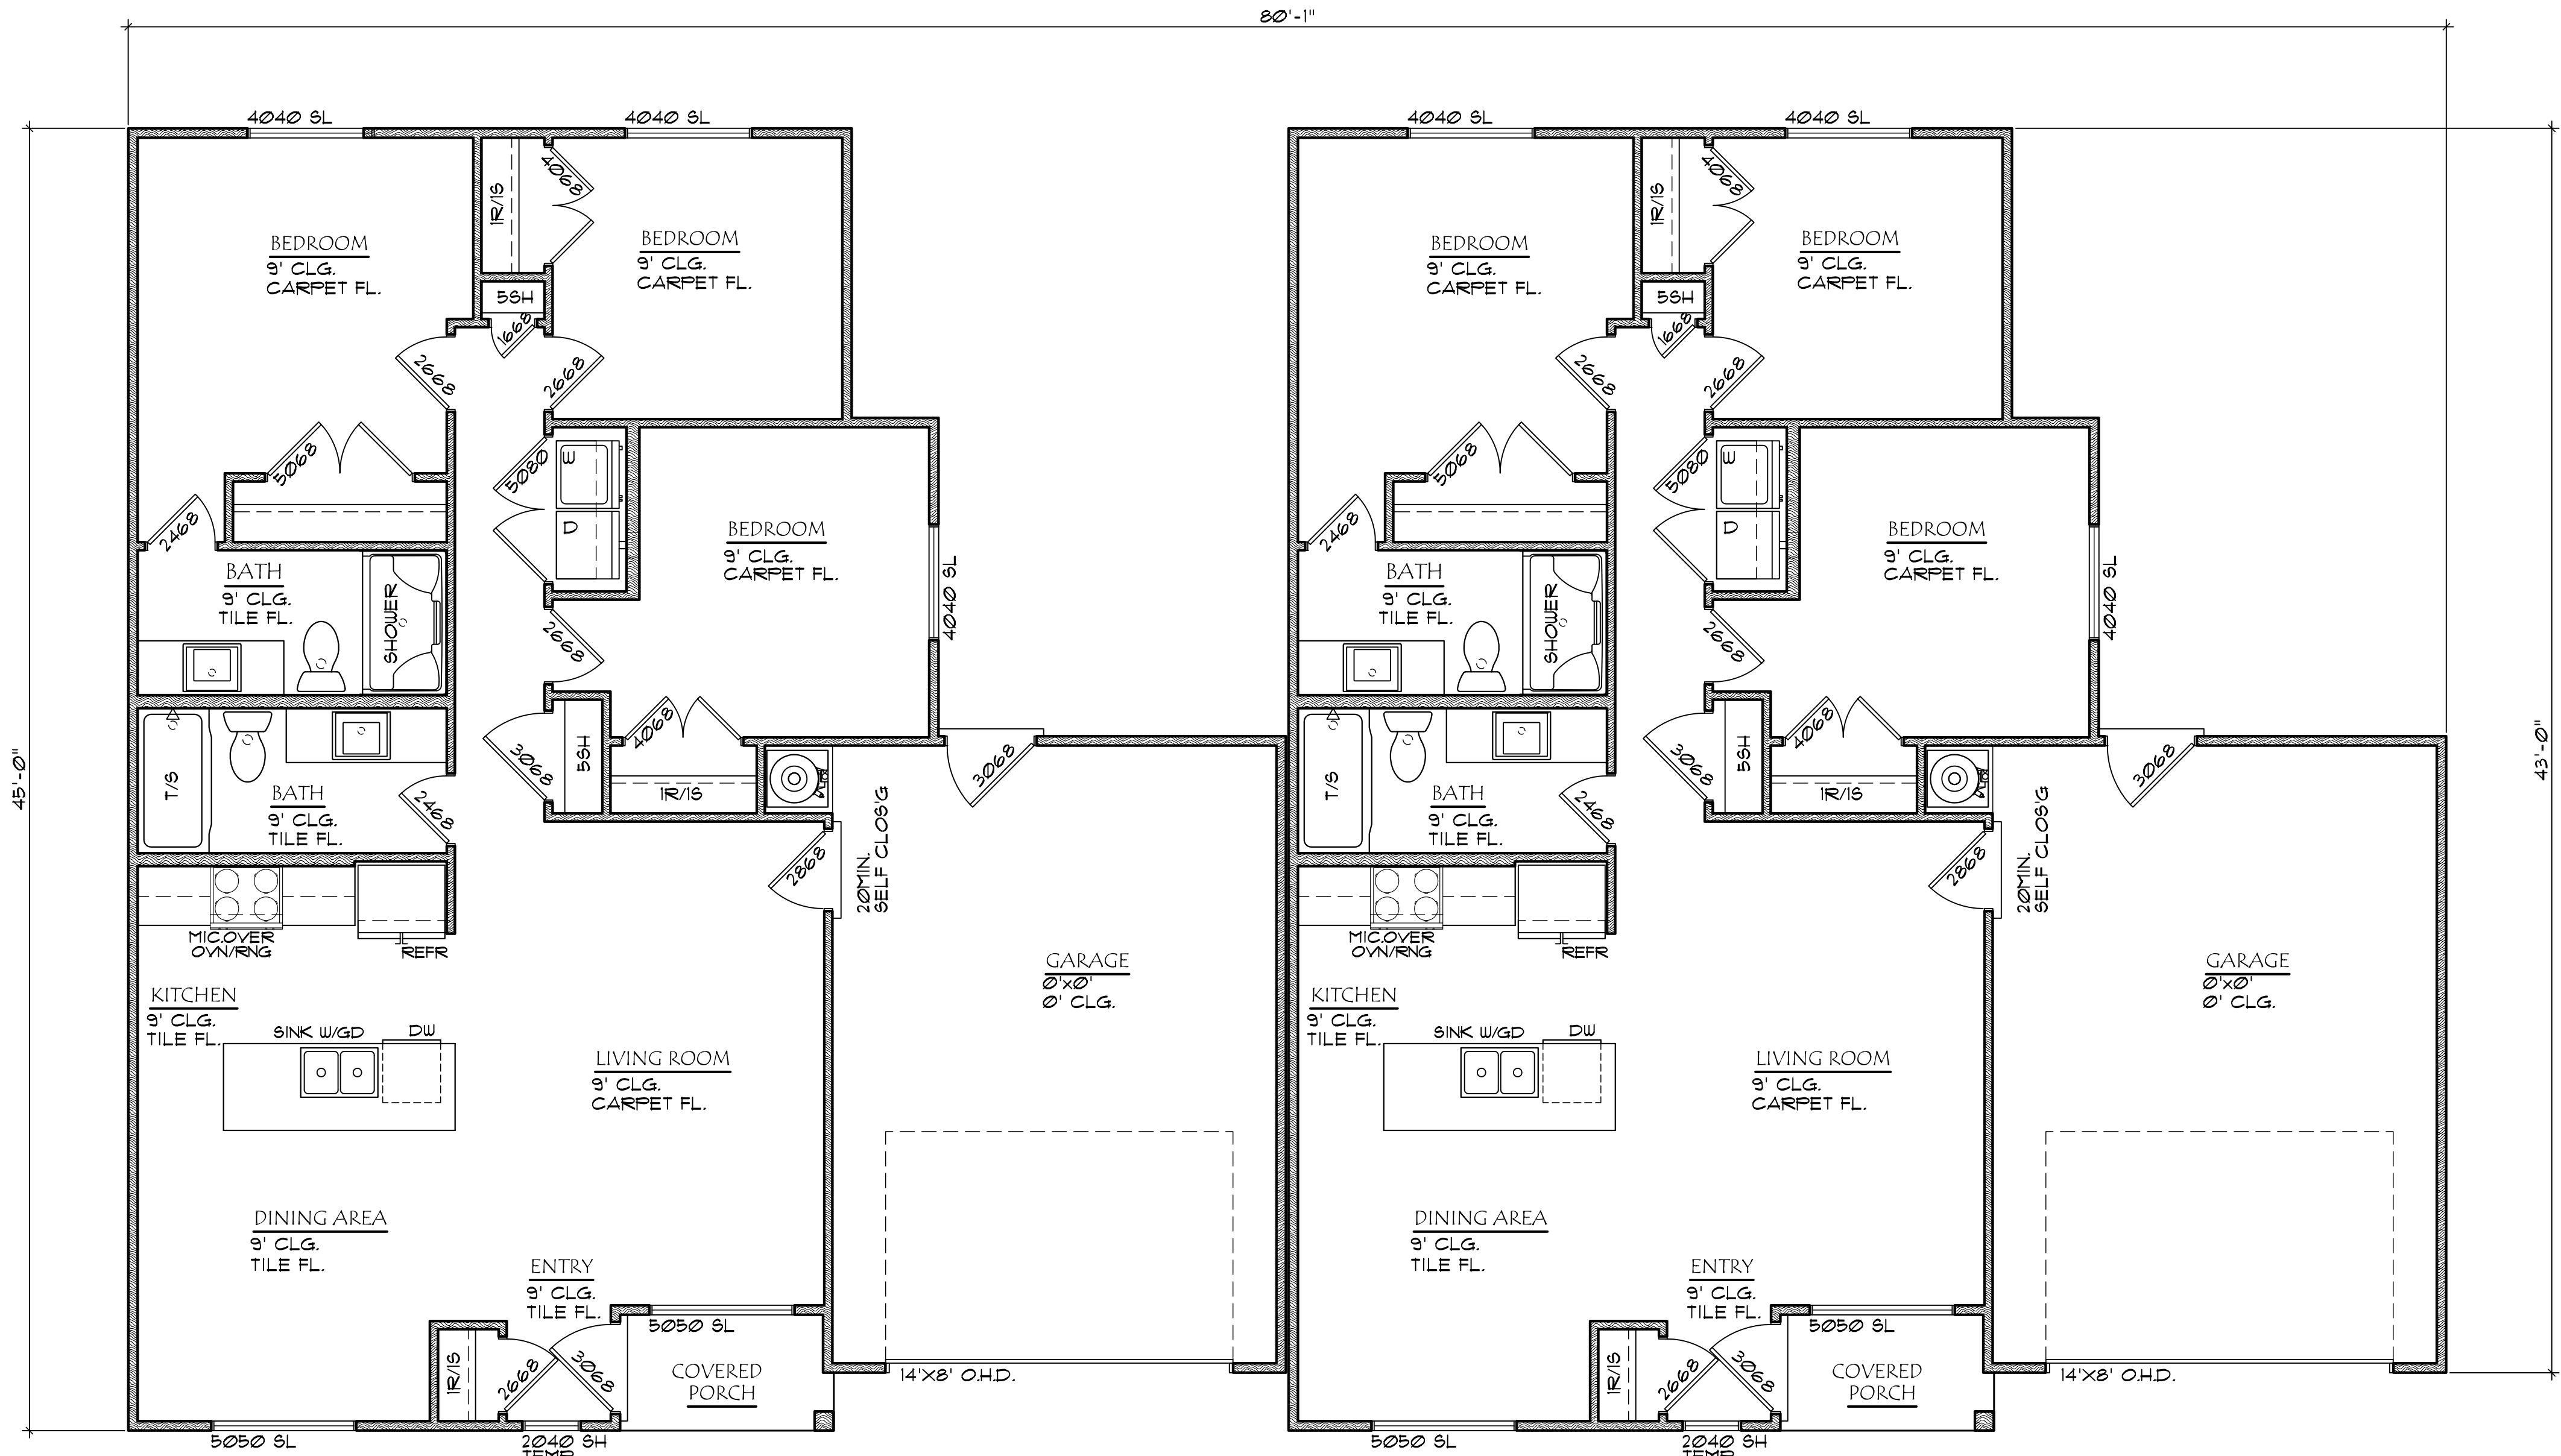 80'-1"
4040 SL
4040 SL
4040 SL
4040 SL
45'-0"
43'-0"
BEDROOM
9' CLG.
CARPET FL.
1R/1S
4068
BEDROOM
9' CLG.
CARPET FL.
5SH
1668
2668
2668
5068
5080
W
D
2468
BATH
9' CLG.
TILE FL.
SHOWER
BEDROOM
9' CLG.
CARPET FL.
4040 SL
2668
T/S
BATH
9' CLG.
TILE FL.
2468
3068
5SH
4068
1R/1S
3068
2868
20MIN.
SELF CLOS'G
MIC.OVER
OVN/RNG
REFR
KITCHEN
9' CLG.
TILE FL.
SINK W/GD
DW
LIVING ROOM
9' CLG.
CARPET FL.
GARAGE
0'x0'
0' CLG.
DINING AREA
9' CLG.
TILE FL.
ENTRY
9' CLG.
TILE FL.
5050 SL
1R/1S
2668
3068
COVERED
PORCH
14'X8' O.H.D.
5050 SL
2040 SH
TEMP
BEDROOM
9' CLG.
CARPET FL.
1R/1S
4068
BEDROOM
9' CLG.
CARPET FL.
5SH
1668
2668
2668
5068
5080
W
D
2468
BATH
9' CLG.
TILE FL.
SHOWER
BEDROOM
9' CLG.
CARPET FL.
4040 SL
2668
T/S
BATH
9' CLG.
TILE FL.
2468
3068
5SH
4068
1R/1S
3068
2868
20MIN.
SELF CLOS'G
MIC.OVER
OVN/RNG
REFR
KITCHEN
9' CLG.
TILE FL.
SINK W/GD
DW
LIVING ROOM
9' CLG.
CARPET FL.
GARAGE
0'x0'
0' CLG.
DINING AREA
9' CLG.
TILE FL.
ENTRY
9' CLG.
TILE FL.
5050 SL
1R/1S
2668
3068
COVERED
PORCH
14'X8' O.H.D.
5050 SL
2040 SH
TEMP